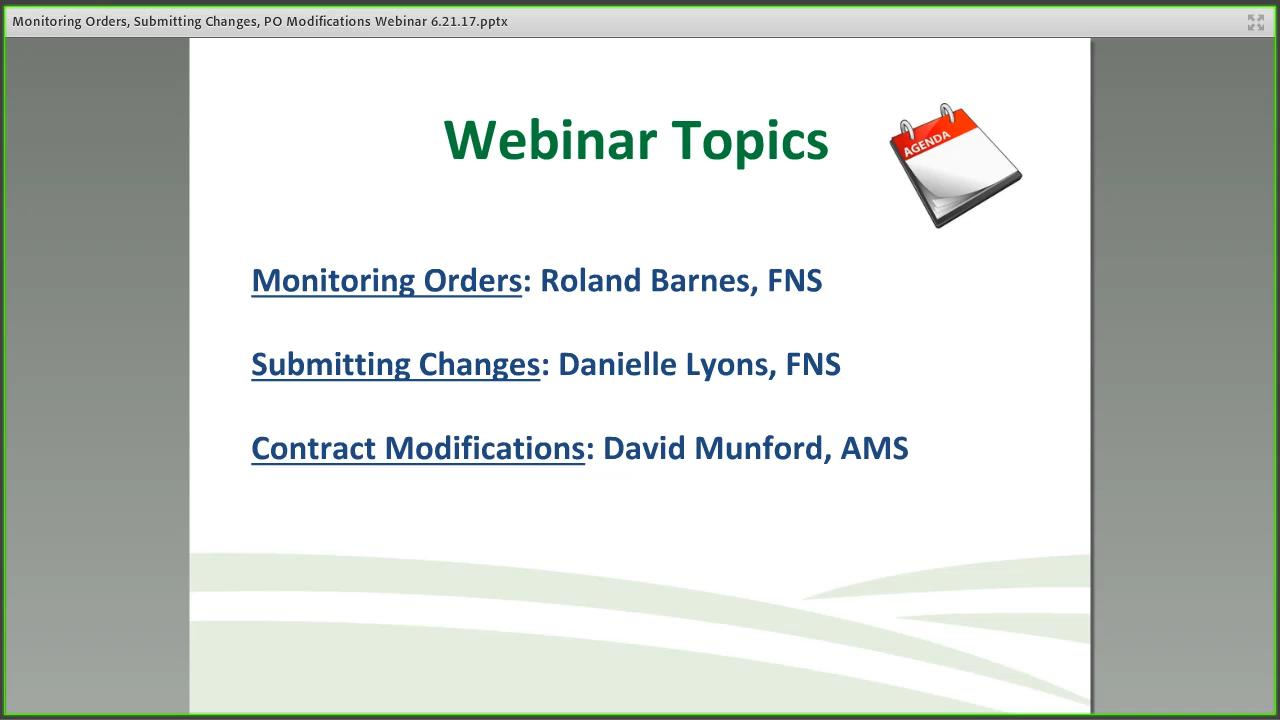 Monitoring Orders, Submitting Changes, PO Modifications Webinar 6.21.17.pptx
Webinar Topics
AGENDA
Monitoring Orders: Roland Barnes, FNS
Submitting Changes: Danielle Lyons, FNS
Contract Modifications: David Munford, AMS